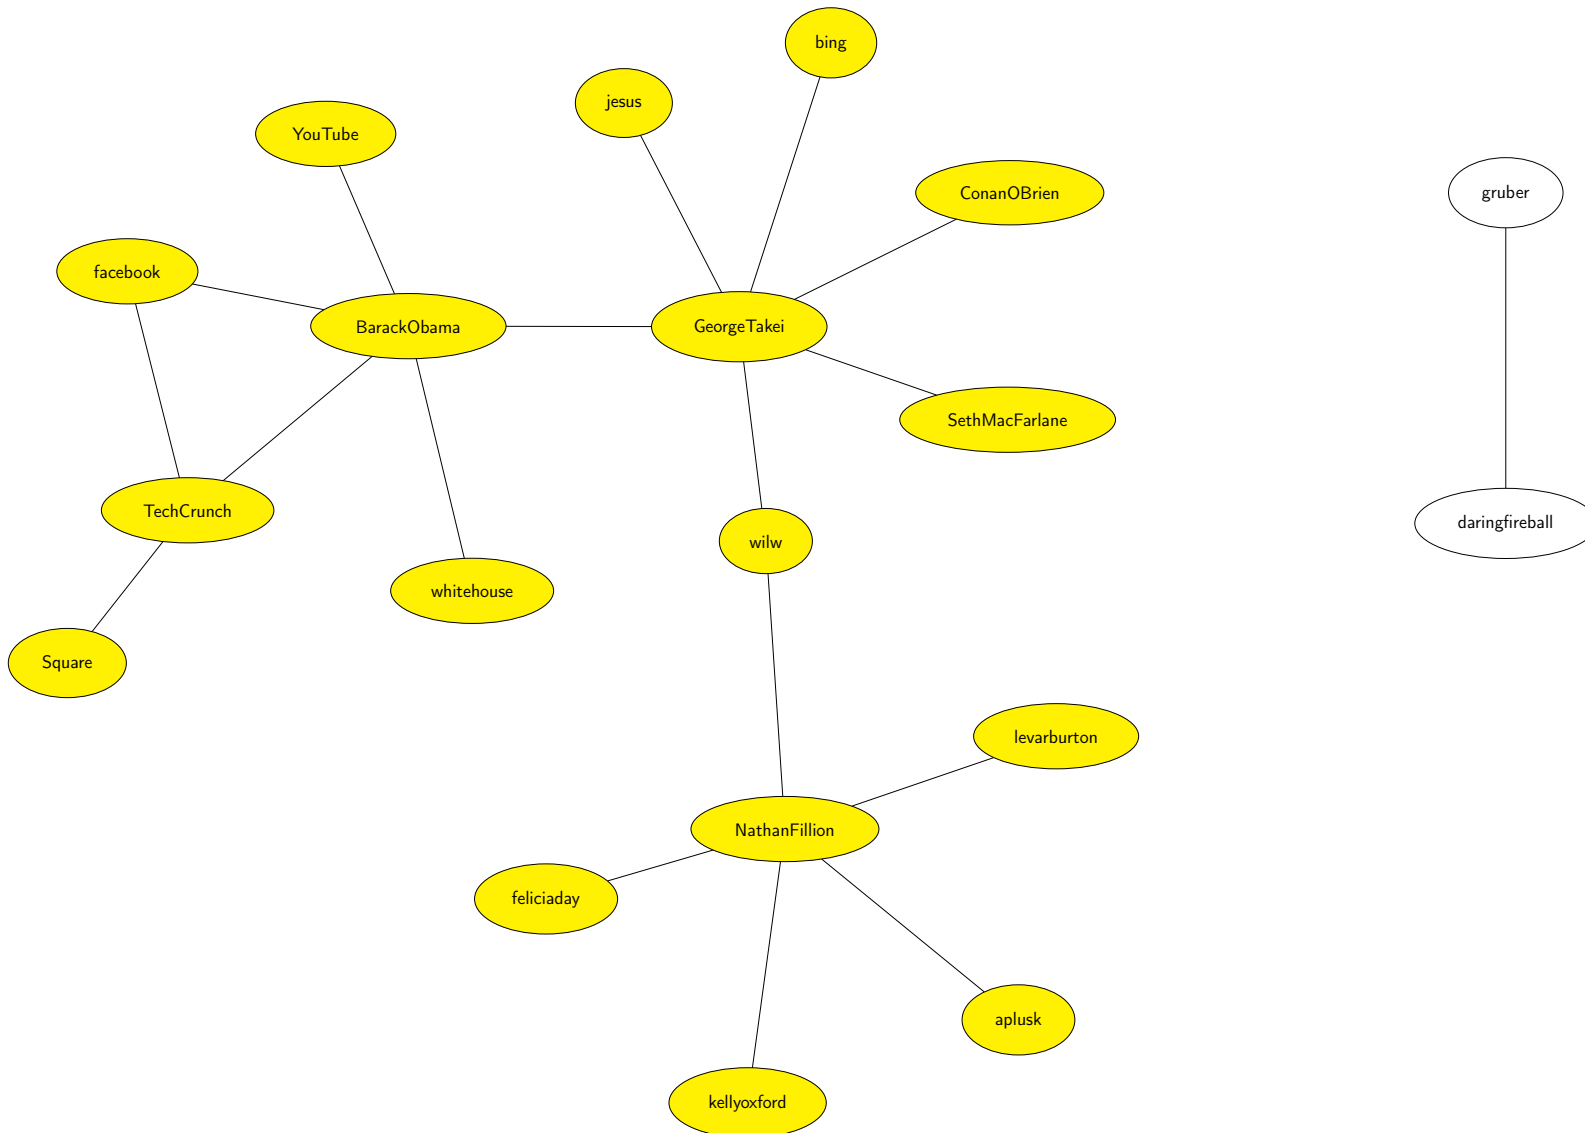 bing
jesus
YouTube
ConanOBrien
gruber
facebook
BarackObama
GeorgeTakei
SethMacFarlane
TechCrunch
daringfireball
wilw
whitehouse
Square
levarburton
NathanFillion
feliciaday
aplusk
kellyoxford